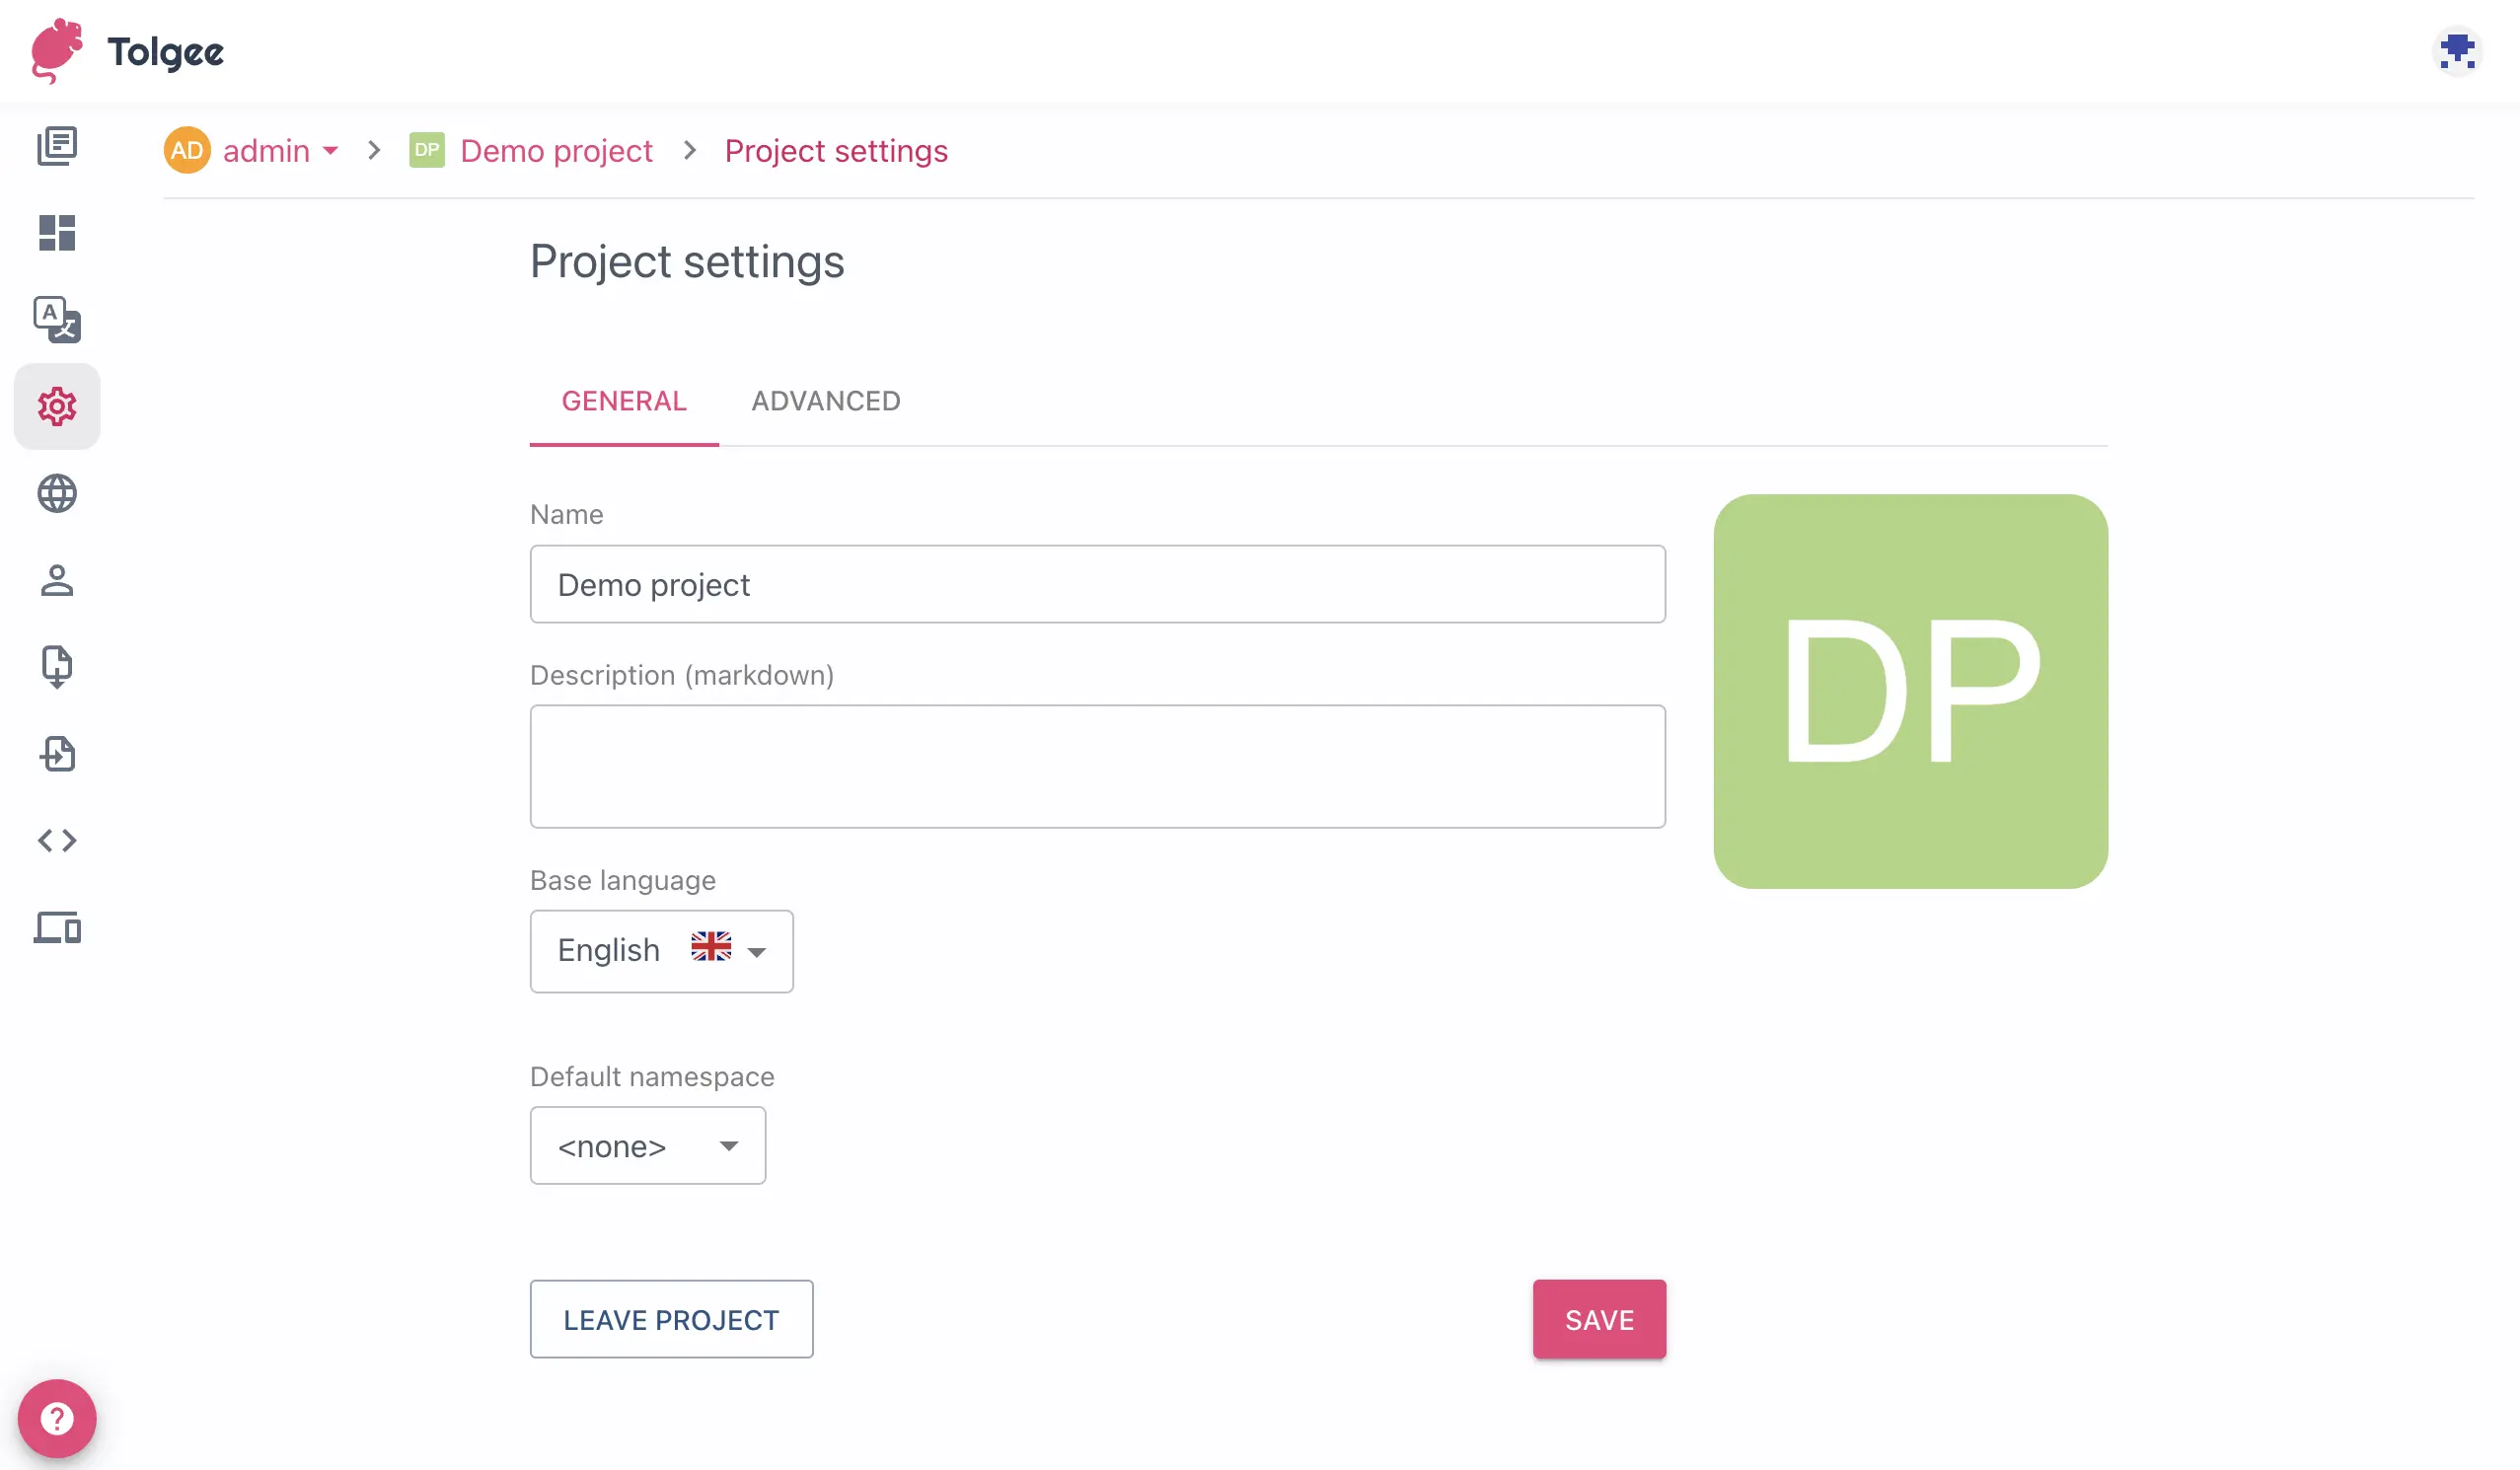 Tolgee
AD admin > DP Demo project > Project settings
Project settings
GENERAL ADVANCED
Name
Demo project
DP
Description (markdown)
Base language
English
Default namespace
<none>
LEAVE PROJECT SAVE